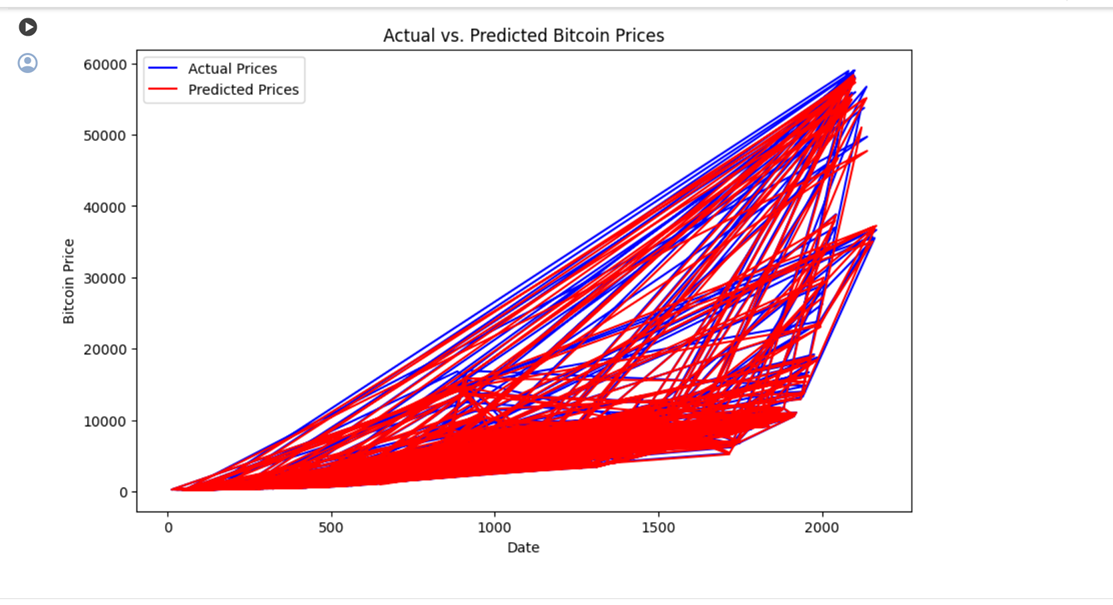 Actual vs. Predicted Bitcoin Prices
Actual Prices
Predicted Prices
60000
50000
40000
30000
20000
10000
0
Bitcoin Price
0 500 1000 1500 2000
Date